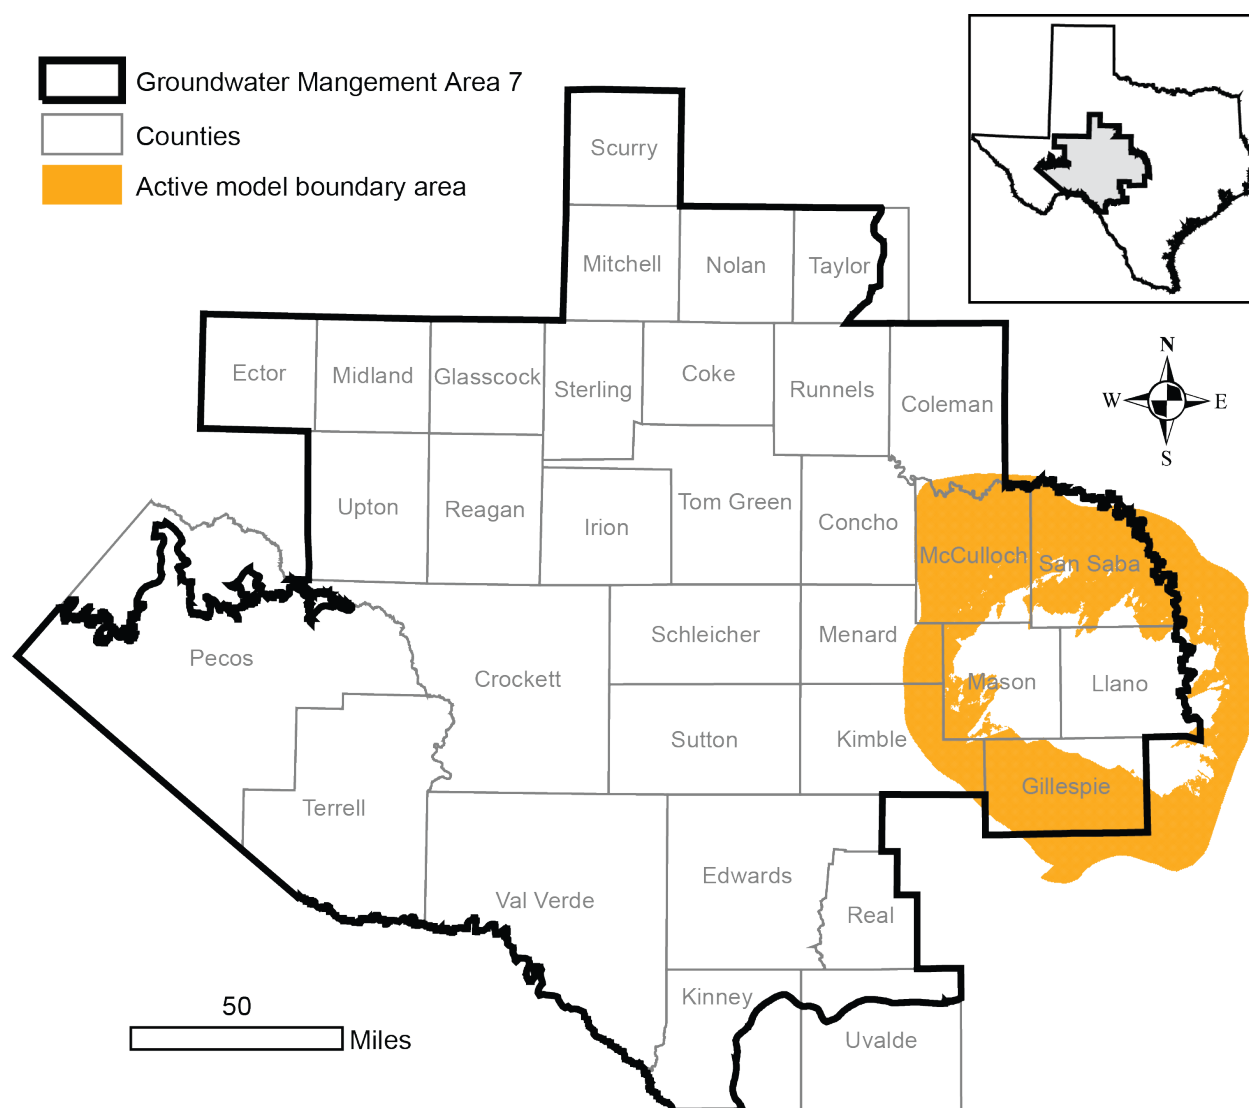 Groundwater Mangement Area 7
Counties
Active model boundary area
Scurry
Mitchell
Nolan
Taylor
Ector
Midland
Glasscock
Sterling
Coke
Runnels
Coleman
N
W
E
S
Upton
Reagan
Irion
Tom Green
Concho
McCulloch
San Saba
Pecos
Crockett
Schleicher
Menard
Mason
Llano
Sutton
Kimble
Terrell
Gillespie
Val Verde
Edwards
Real
Kinney
Uvalde
50
Miles